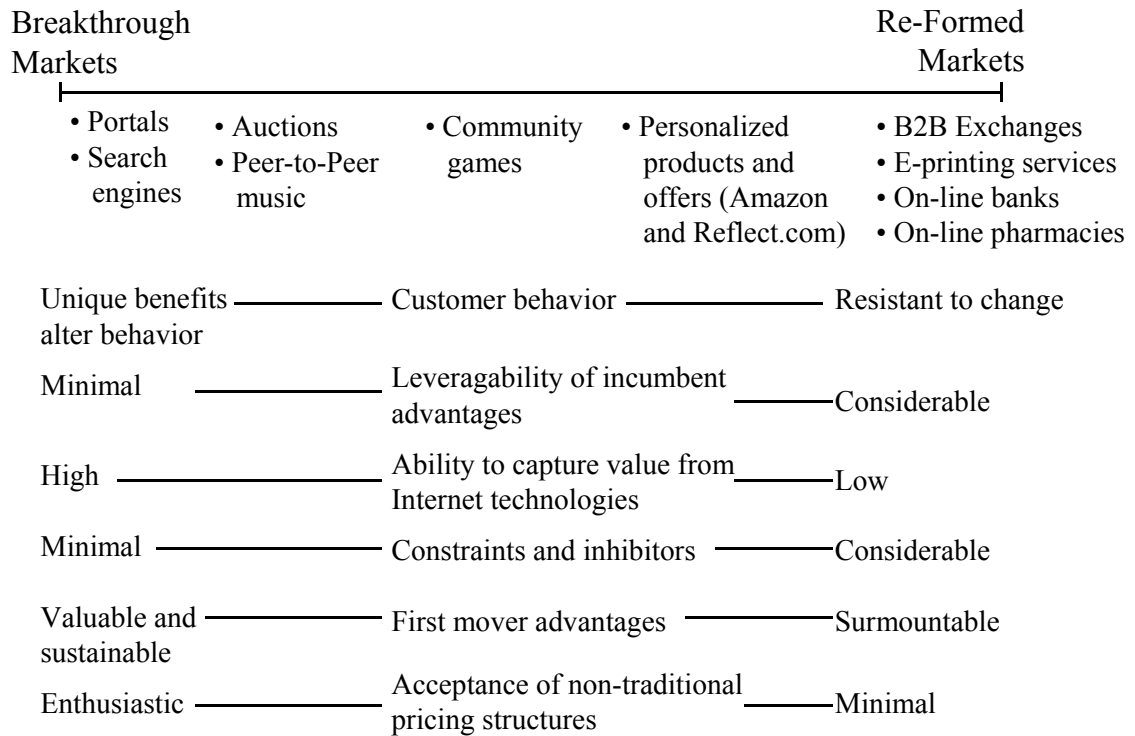 Breakthrough
Markets
Re-Formed
Markets
• Portals
• Search
engines
• Auctions
• Peer-to-Peer
music
• Community
games
• Personalized
products and
offers (Amazon
and Reflect.com)
• B2B Exchanges
• E-printing services
• On-line banks
• On-line pharmacies
Unique benefits
alter behavior
Customer behavior
Resistant to change
Minimal
Leveragability of incumbent
advantages
Considerable
High
Ability to capture value from
Internet technologies
Low
Minimal
Constraints and inhibitors
Considerable
Valuable and
sustainable
First mover advantages
Surmountable
Enthusiastic
Acceptance of non-traditional
pricing structures
Minimal